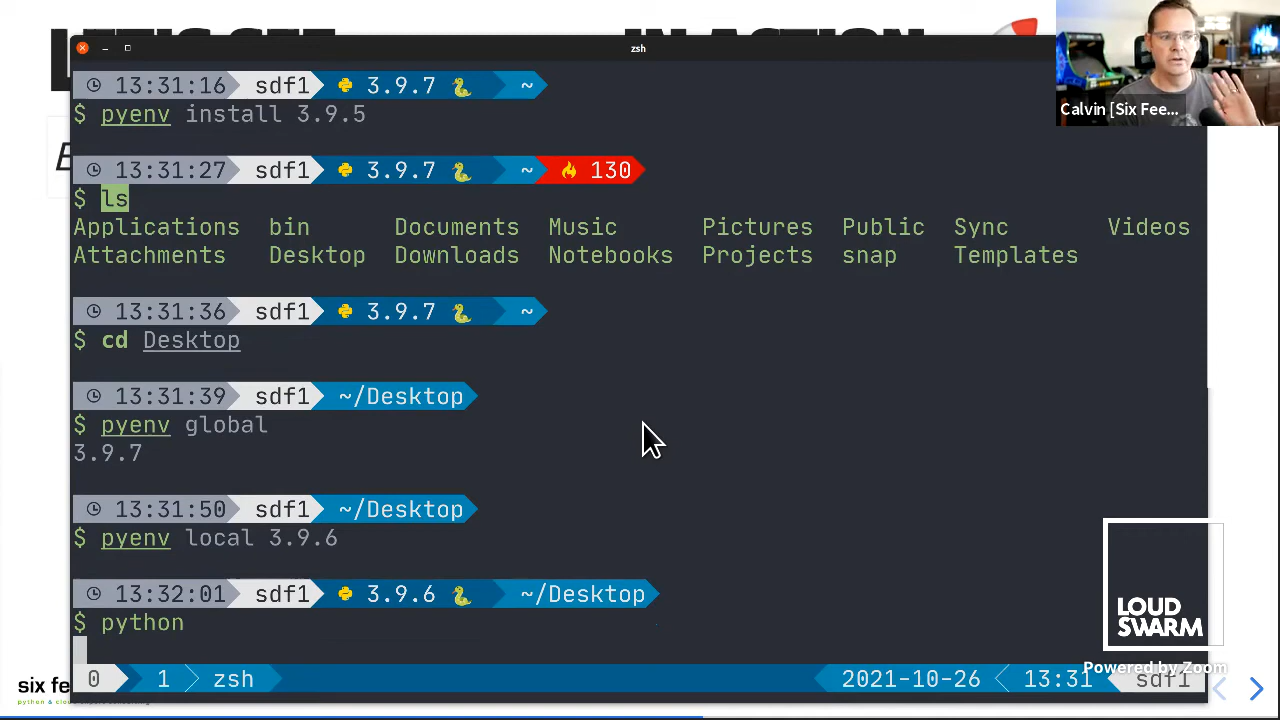 zsh
13:31:16 sdf1 3.9.7 ~
$ pyenv install 3.9.5
13:31:27 sdf1 3.9.7 ~ 130
$ ls
Applications bin Documents Music Pictures Public Sync Videos
Attachments Desktop Downloads Notebooks Projects snap Templates
13:31:36 sdf1 3.9.7 ~
$ cd Desktop
13:31:39 sdf1 ~/Desktop
$ pyenv global
3.9.7
13:31:50 sdf1 ~/Desktop
$ pyenv local 3.9.6
13:32:01 sdf1 3.9.6 ~/Desktop
$ python
0 1 zsh 2021-10-26 13:31 sdf1
Calvin [Six Fee...
LOUD
SWARM
Powered by Zoom
six fe